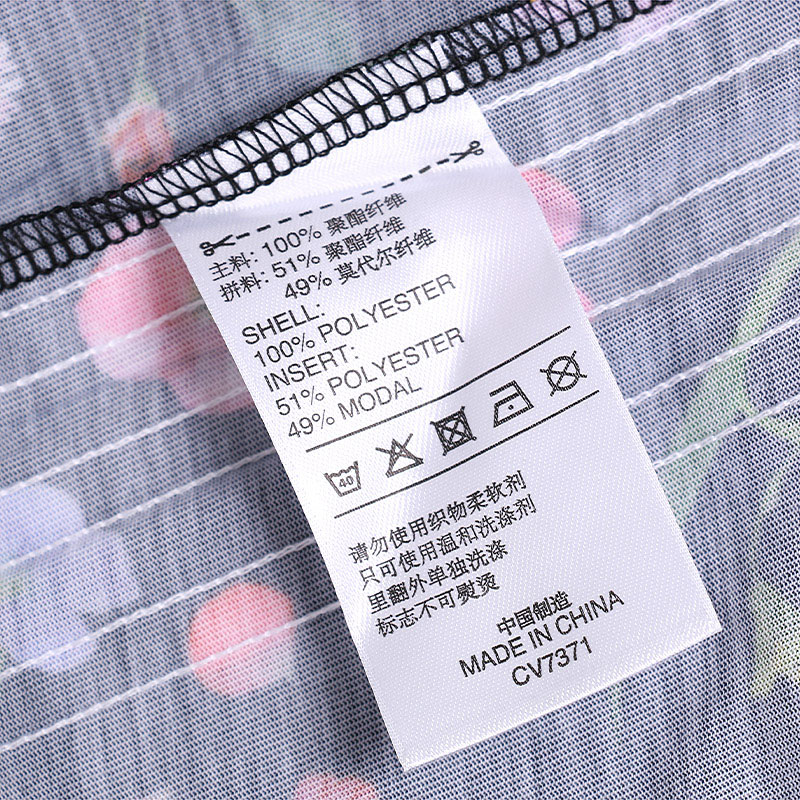 主料: 100% 聚酯纤维
拼料: 51% 聚酯纤维
49% 莫代尔纤维
SHELL:
100% POLYESTER
INSERT:
51% POLYESTER
49% MODAL
40
请勿使用织物柔软剂
只可使用温和洗涤剂
里翻外单独洗涤
标志不可熨烫
中国制造
MADE IN CHINA
CV7371